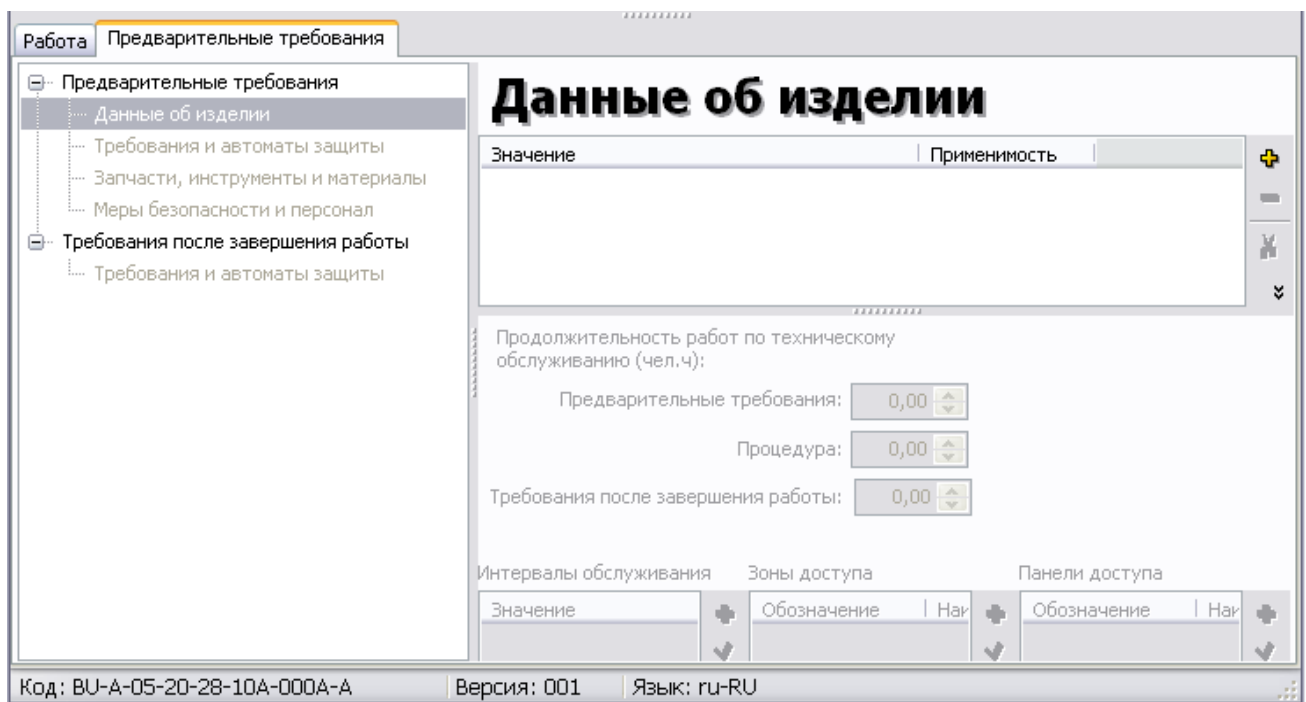 Работа
Предварительные требования
Предварительные требования
Данные об изделии
Требования и автоматы защиты
Запчасти, инструменты и материалы
Меры безопасности и персонал
Требования после завершения работы
Требования и автоматы защиты
Данные об изделии
Значение Применимость
Продолжительность работ по техническому
обслуживанию (чел.ч):
Предварительные требования: 0,00
Процедура: 0,00
Требования после завершения работы: 0,00
Интервалы обслуживания Зоны доступа Панели доступа
Значение Обозначение Обозначение
Код: BU-A-05-20-28-10A-000A-A Версия: 001 Язык: ru-RU